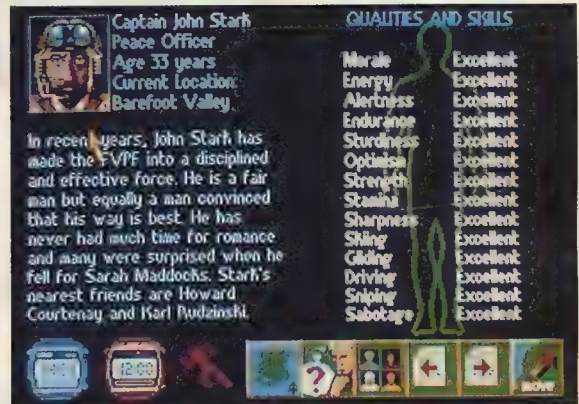 Captain John Stark
Peace Officer
Age 33 years
Current Location:
Barefoot Valley
In recent years, John Stark has
made the FVPF into a disciplined
and effective force. He is a fair
man but equally a man convinced
that his way is best. He has
never had much time for romance
and many were surprised when he
fell for Sarah Maddocks. Stark's
nearest friends are Howard
Courtenay and Karl Rudzinski.
QUALITIES AND SKILLS
Morale Excellent
Energy Excellent
Alertness Excellent
Endurance Excellent
Sturdiness Excellent
Optimism Excellent
Strength Excellent
Stamina Excellent
Sharpness Excellent
Skiing Excellent
Gliding Excellent
Driving Excellent
Sniping Excellent
Sabotage Excellent
12:00
?
MOVE